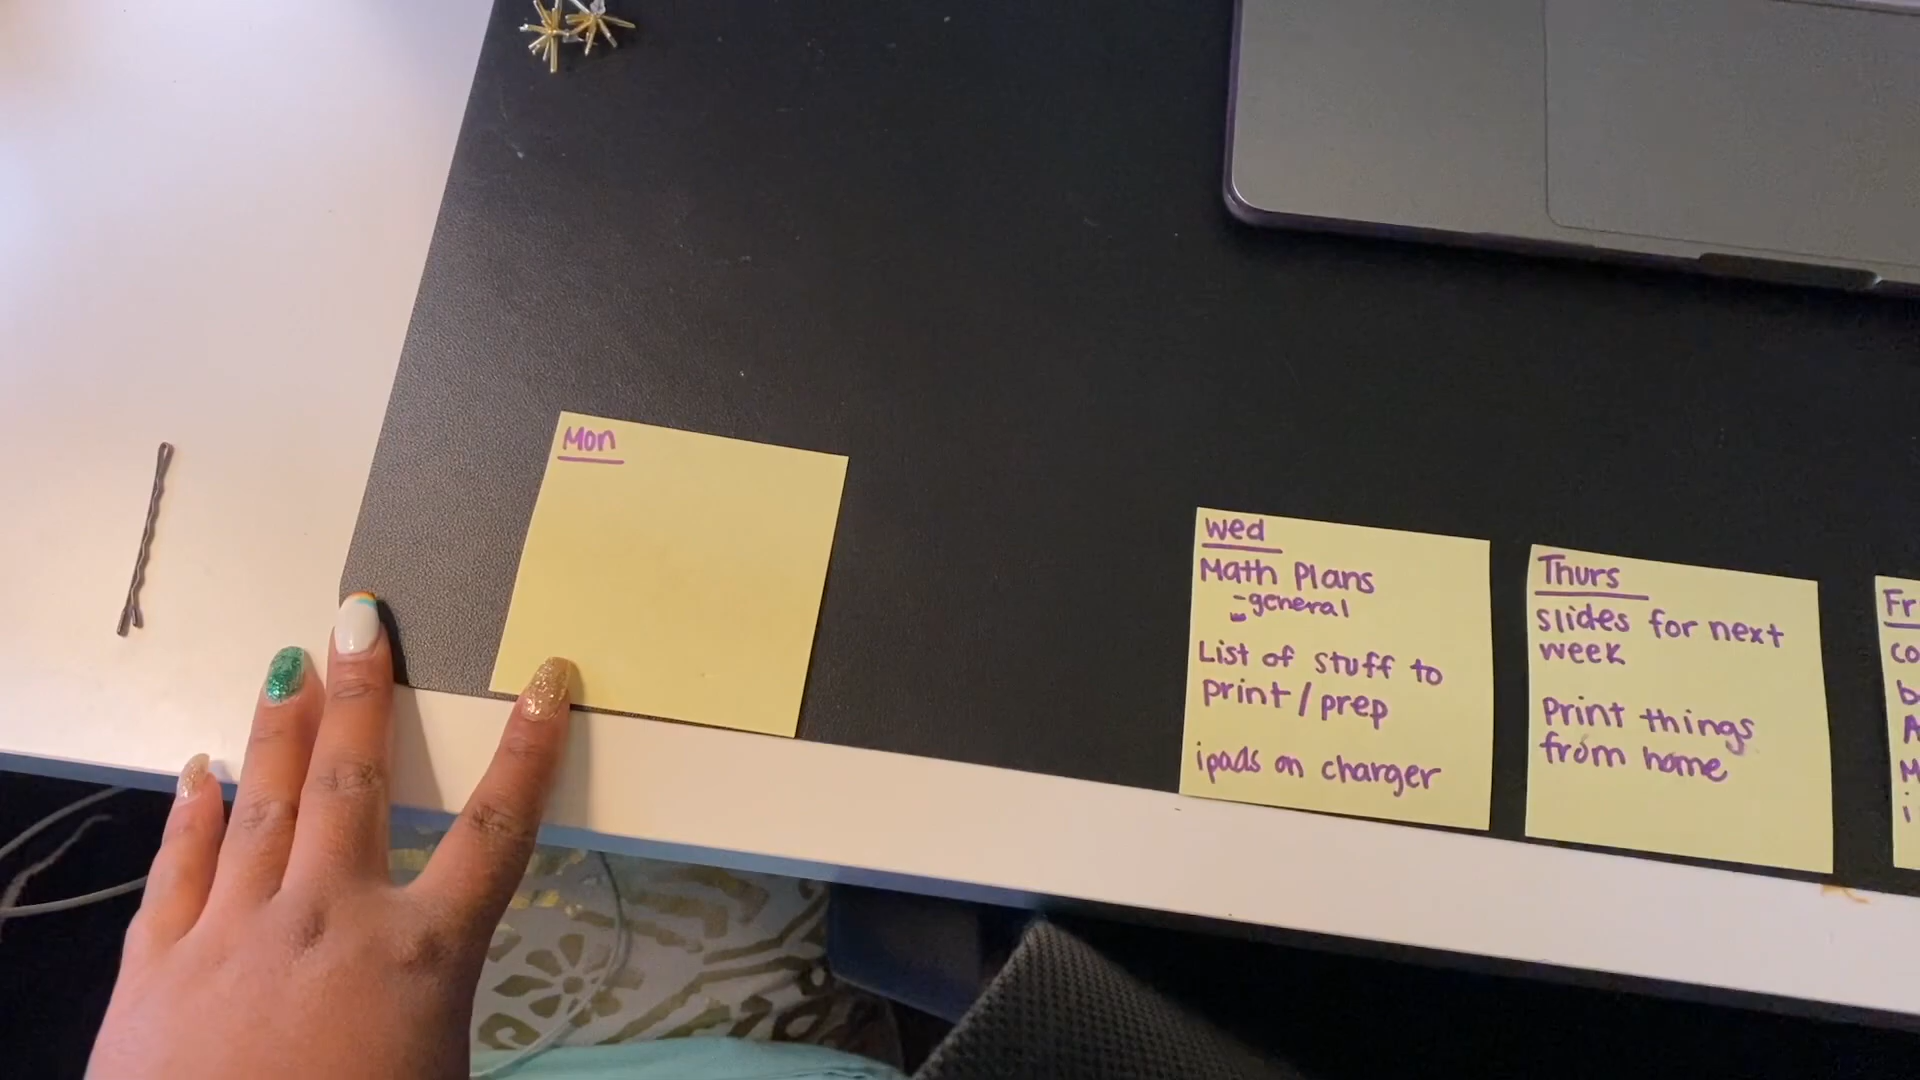 Mon
Wed
Math Plans
-general
List of stuff to
print / prep
ipads on charger
Thurs
slides for next
week
Print things
from home
Fr
co
b
A
M
i